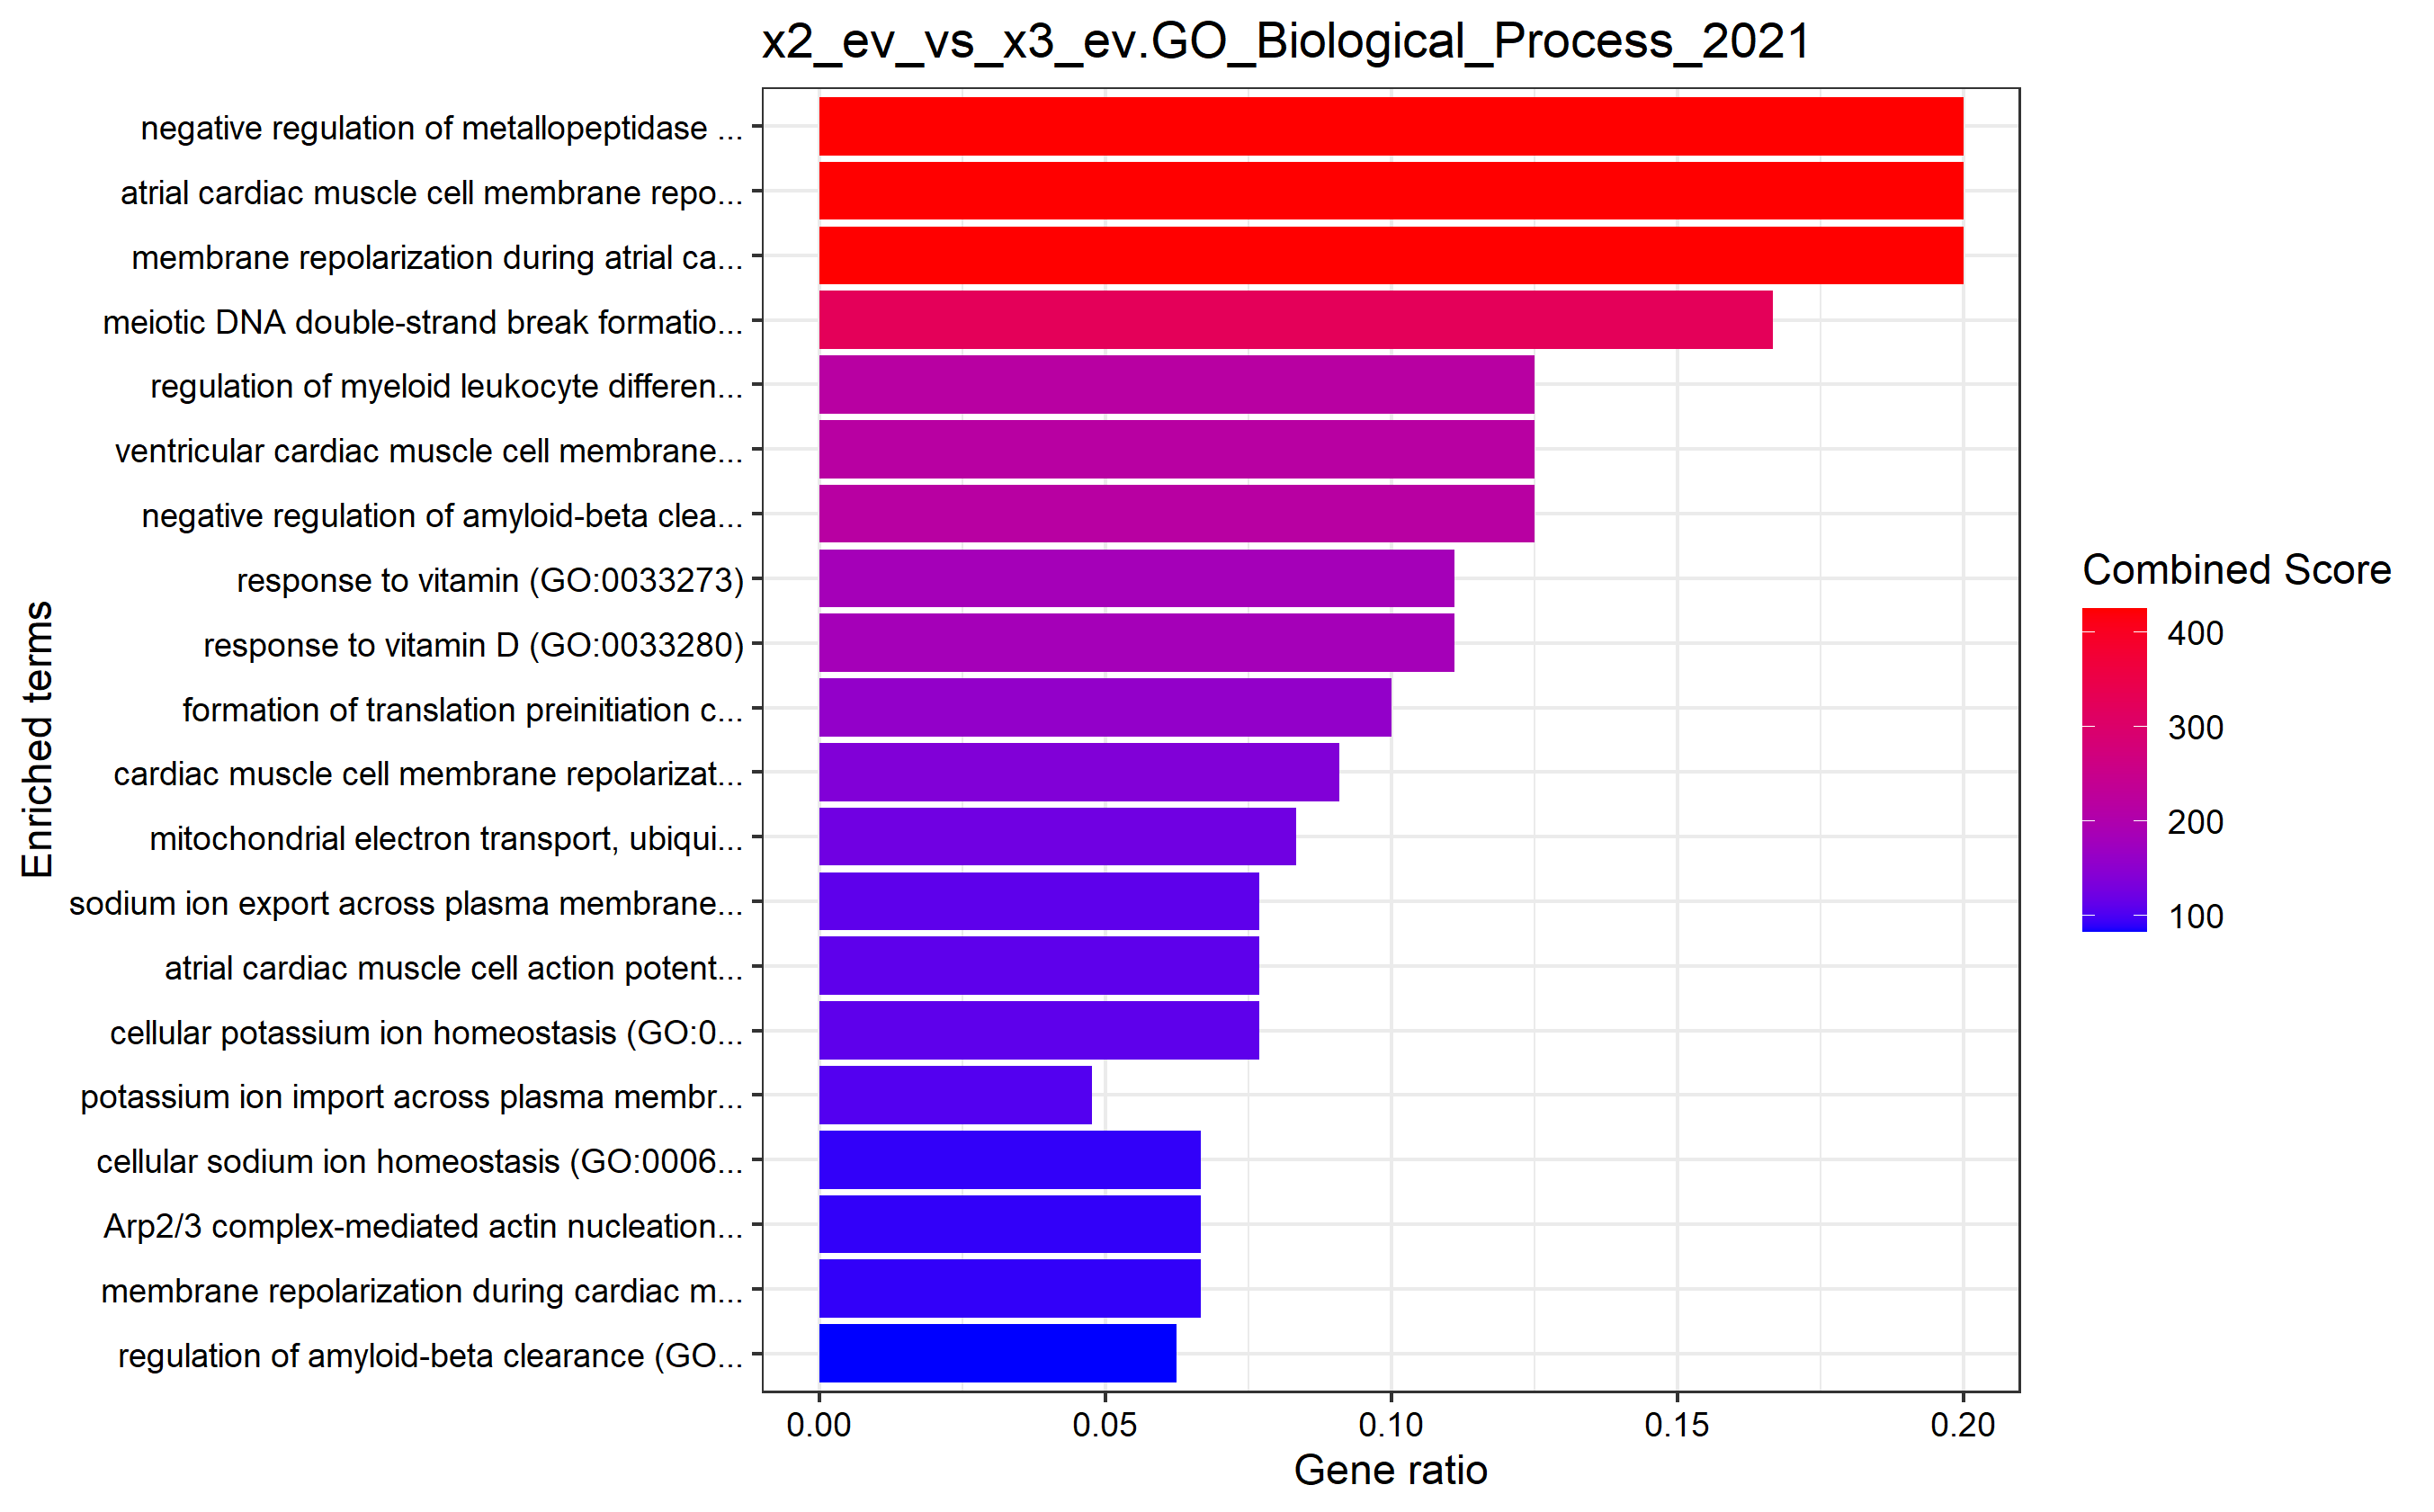 x2_ev_vs_x3_ev.GO_Biological_Process_2021
Enriched terms
negative regulation of metallopeptidase ...
atrial cardiac muscle cell membrane repo...
membrane repolarization during atrial ca...
meiotic DNA double-strand break formatio...
regulation of myeloid leukocyte differen...
ventricular cardiac muscle cell membrane...
negative regulation of amyloid-beta clea...
response to vitamin (GO:0033273)
response to vitamin D (GO:0033280)
formation of translation preinitiation c...
cardiac muscle cell membrane repolarizat...
mitochondrial electron transport, ubiqui...
sodium ion export across plasma membrane...
atrial cardiac muscle cell action potent...
cellular potassium ion homeostasis (GO:0...
potassium ion import across plasma membr...
cellular sodium ion homeostasis (GO:0006...
Arp2/3 complex-mediated actin nucleation...
membrane repolarization during cardiac m...
regulation of amyloid-beta clearance (GO...
0.00 0.05 0.10 0.15 0.20
Gene ratio
Combined Score
400
300
200
100